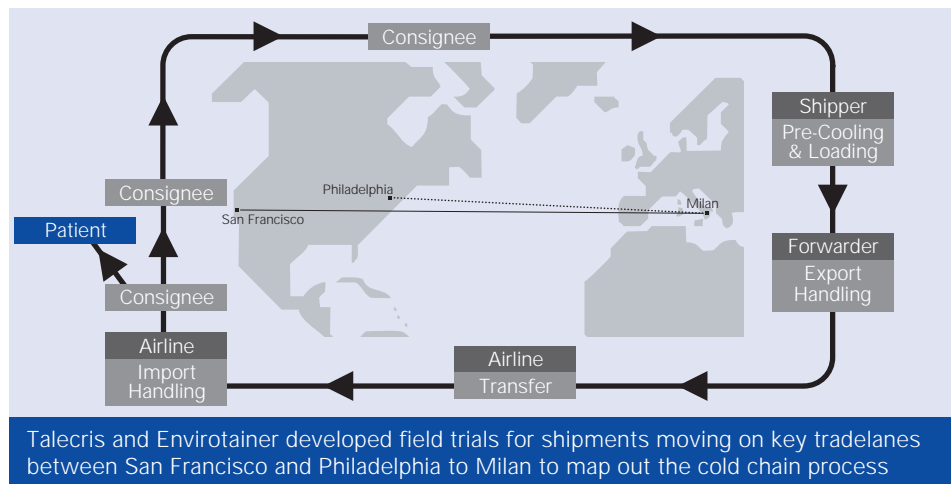 Consignee
Shipper
Pre-Cooling
& Loading
Philadelphia
Consignee
San Francisco
Milan
Patient
Forwarder
Export
Handling
Consignee
Airline
Import
Handling
Airline
Transfer
Talecris and Envirotainer developed field trials for shipments moving on key tradelanes
between San Francisco and Philadelphia to Milan to map out the cold chain process